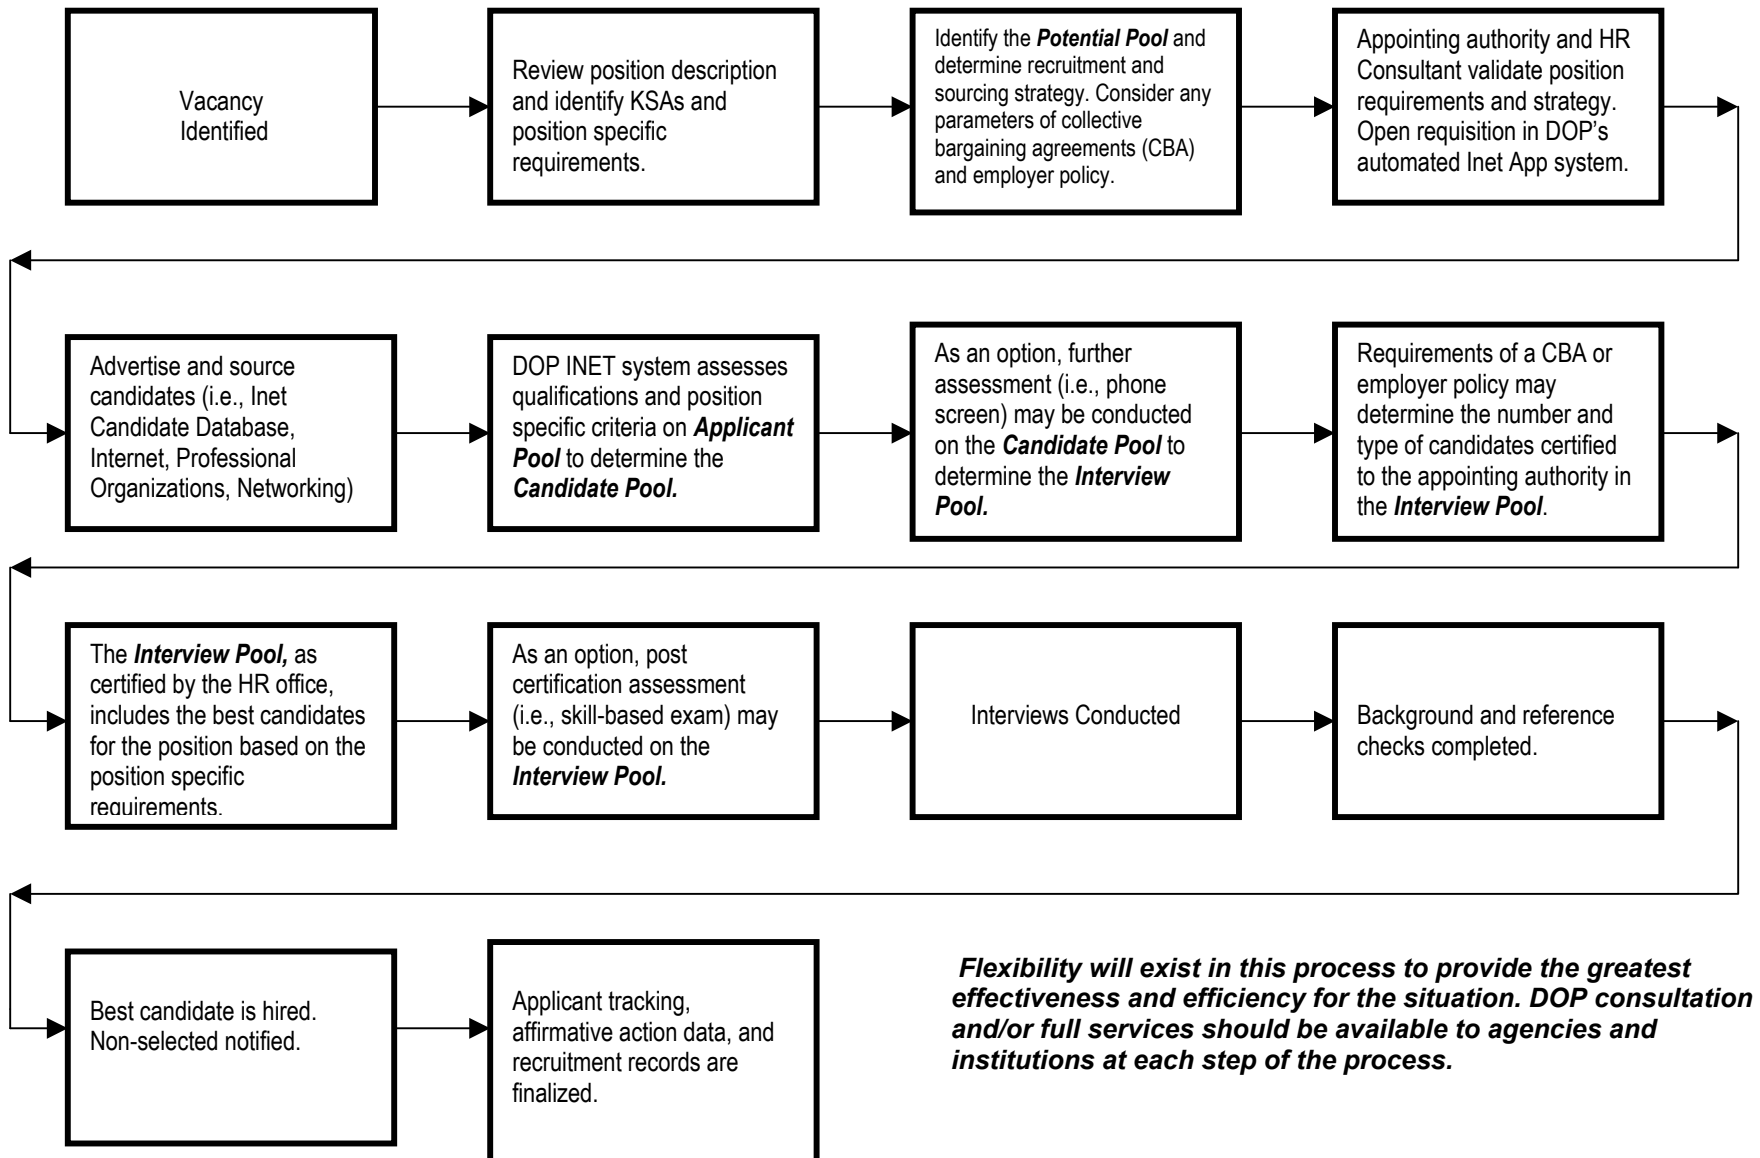 Vacancy
Identified
Review position description
and identify KSAs and
position specific
requirements.
Identify the Potential Pool and
determine recruitment and
sourcing strategy. Consider any
parameters of collective
bargaining agreements (CBA)
and employer policy.
Appointing authority and HR
Consultant validate position
requirements and strategy.
Open requisition in DOP’s
automated Inet App system.
Advertise and source
candidates (i.e., Inet
Candidate Database,
Internet, Professional
Organizations, Networking)
DOP INET system assesses
qualifications and position
specific criteria on Applicant
Pool to determine the
Candidate Pool.
As an option, further
assessment (i.e., phone
screen) may be conducted
on the Candidate Pool to
determine the Interview
Pool.
Requirements of a CBA or
employer policy may
determine the number and
type of candidates certified
to the appointing authority in
the Interview Pool.
The Interview Pool, as
certified by the HR office,
includes the best candidates
for the position based on the
position specific
requirements.
As an option, post
certification assessment
(i.e., skill-based exam) may
be conducted on the
Interview Pool.
Interviews Conducted
Background and reference
checks completed.
Best candidate is hired.
Non-selected notified.
Applicant tracking,
affirmative action data, and
recruitment records are
finalized.
Flexibility will exist in this process to provide the greatest
effectiveness and efficiency for the situation. DOP consultation
and/or full services should be available to agencies and
institutions at each step of the process.